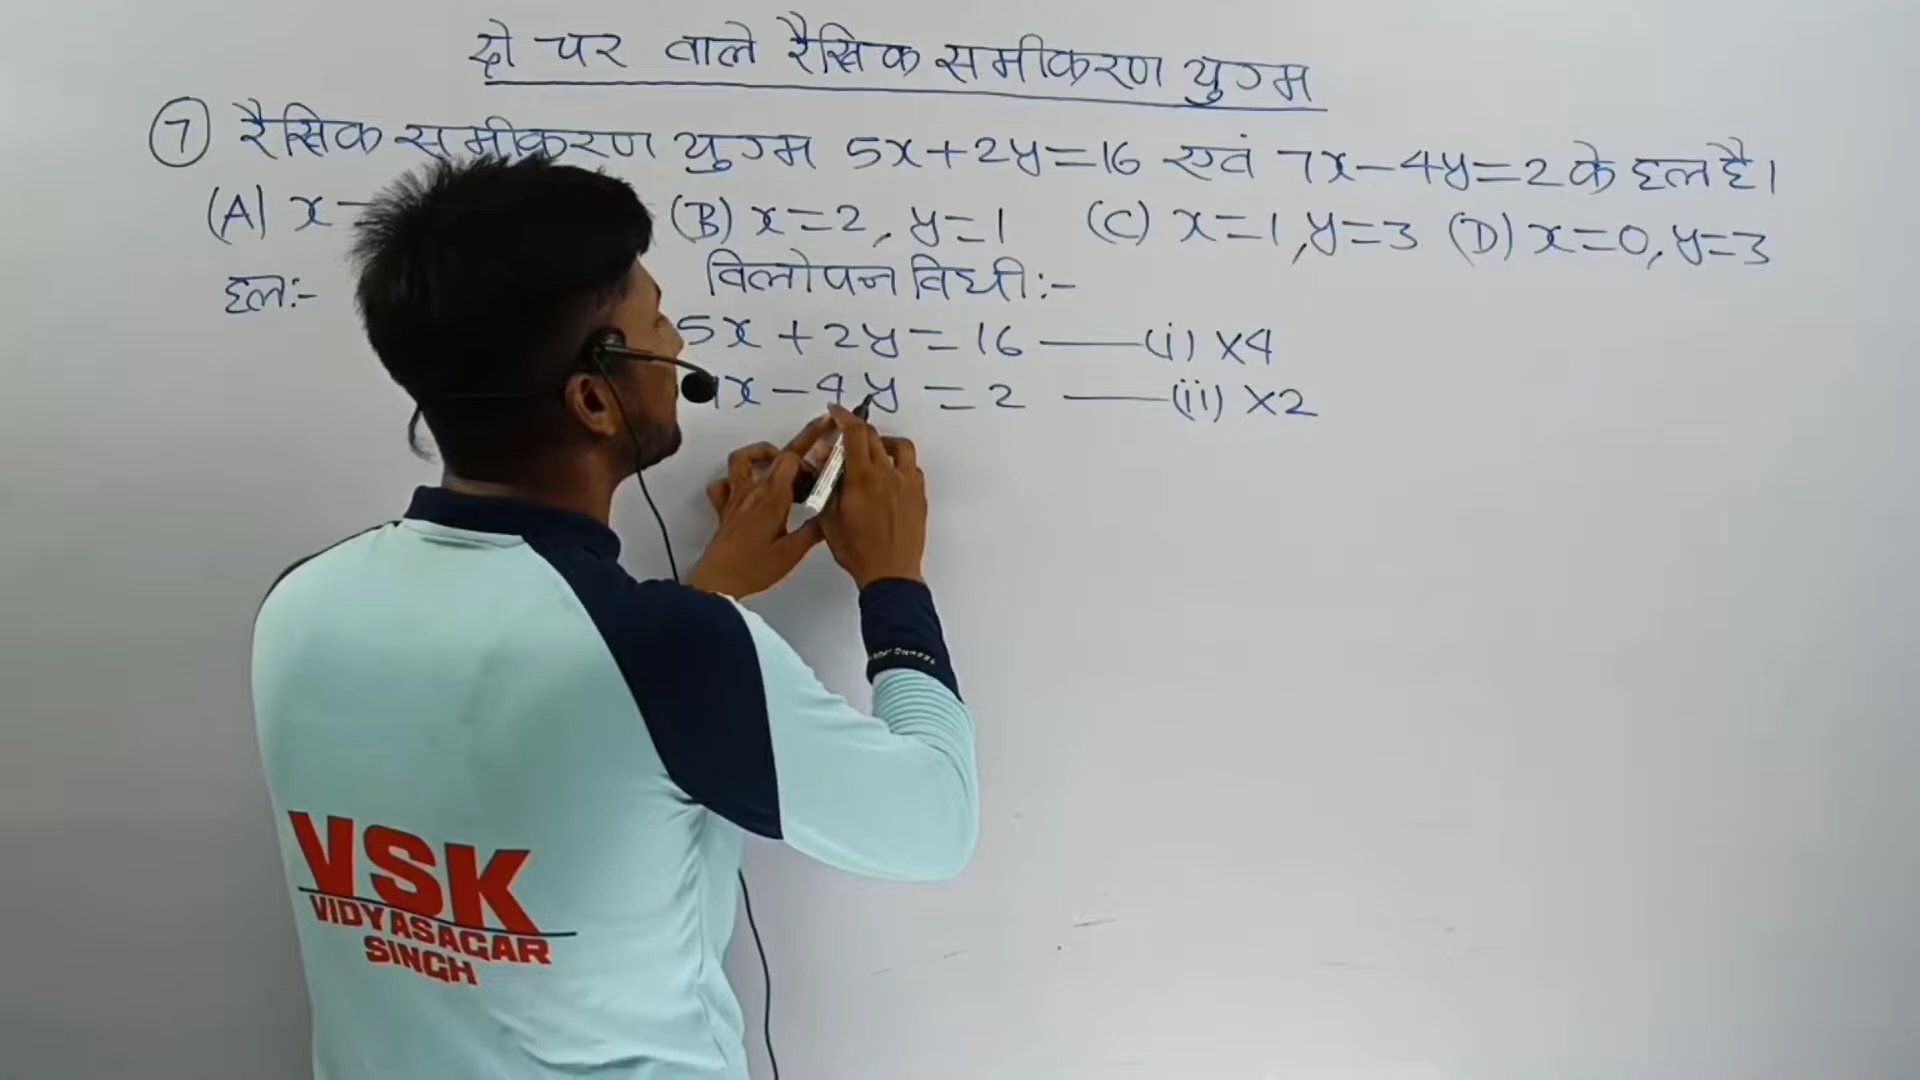 दो चर वाले रैखिक समीकरण युग्म
(7) रैखिक समीकरण युग्म 5x+2y=16 एवं 7x-4y=2 के हल है।
(A) x= (B) x=2, y=1 (C) x=1, y=3 (D) x=0, y=3
हल:- विलोपन विधी:-
5x+2y=16 —(i) ×4
x-4y=2 —(ii) ×2
VSK
VIDYASAGAR
SINGH